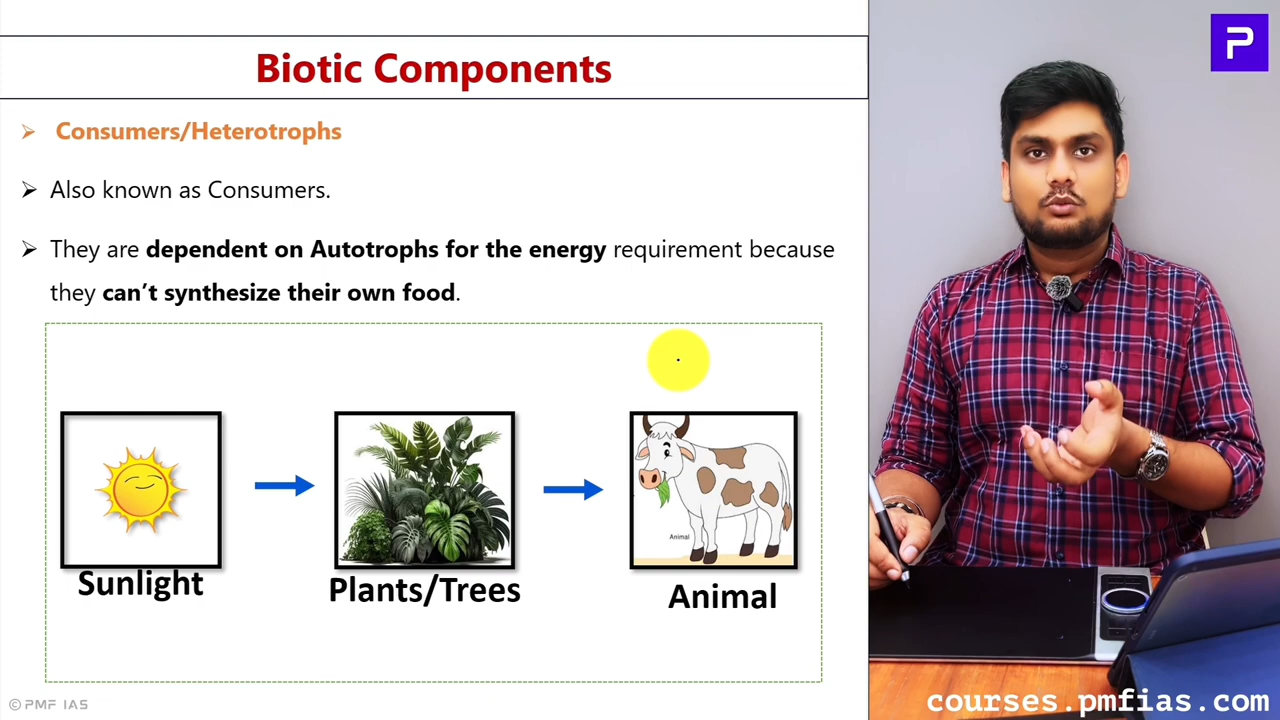 Biotic Components
➢ Consumers/Heterotrophs
➢ Also known as Consumers.
➢ They are dependent on Autotrophs for the energy requirement because
they can’t synthesize their own food.
Sunlight
Plants/Trees
Animal
Animal
© PMF IAS
P
courses.pmfias.com